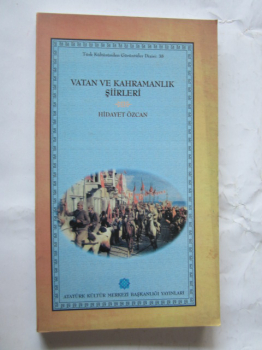 VATAN VE KAHRAMANLIK
ŞİİRLERİ
HİDAYET ÖZCAN
ATATÜRK KÜLTÜR MERKEZİ BAŞKANLIĞI YAYINLARI